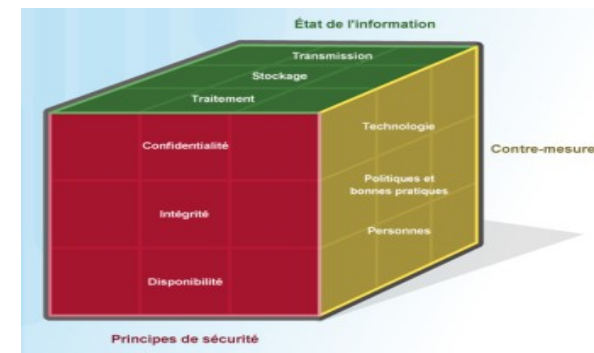 État de l'information
Transmission
Stockage
Traitement
Confidentialité
Intégrité
Disponibilité
Technologie
Politiques et
bonnes pratiques
Personnes
Contre-mesure
Principes de sécurité